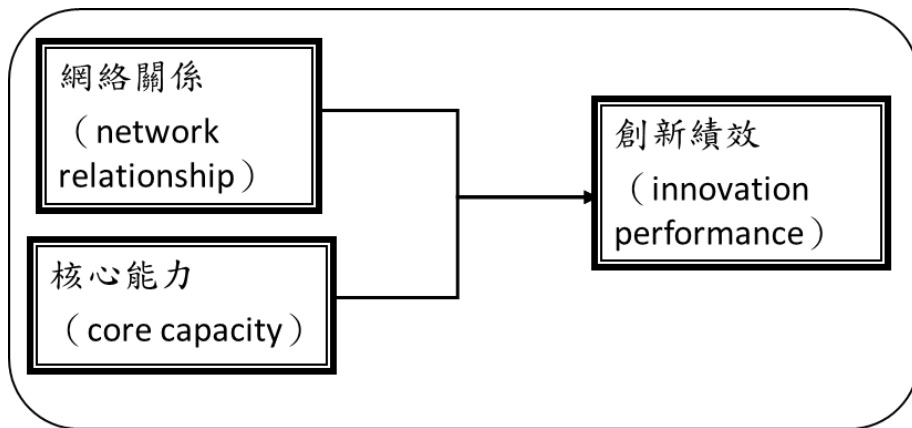 網絡關係
（network
relationship）
核心能力
（core capacity）
創新績效
（innovation
performance）